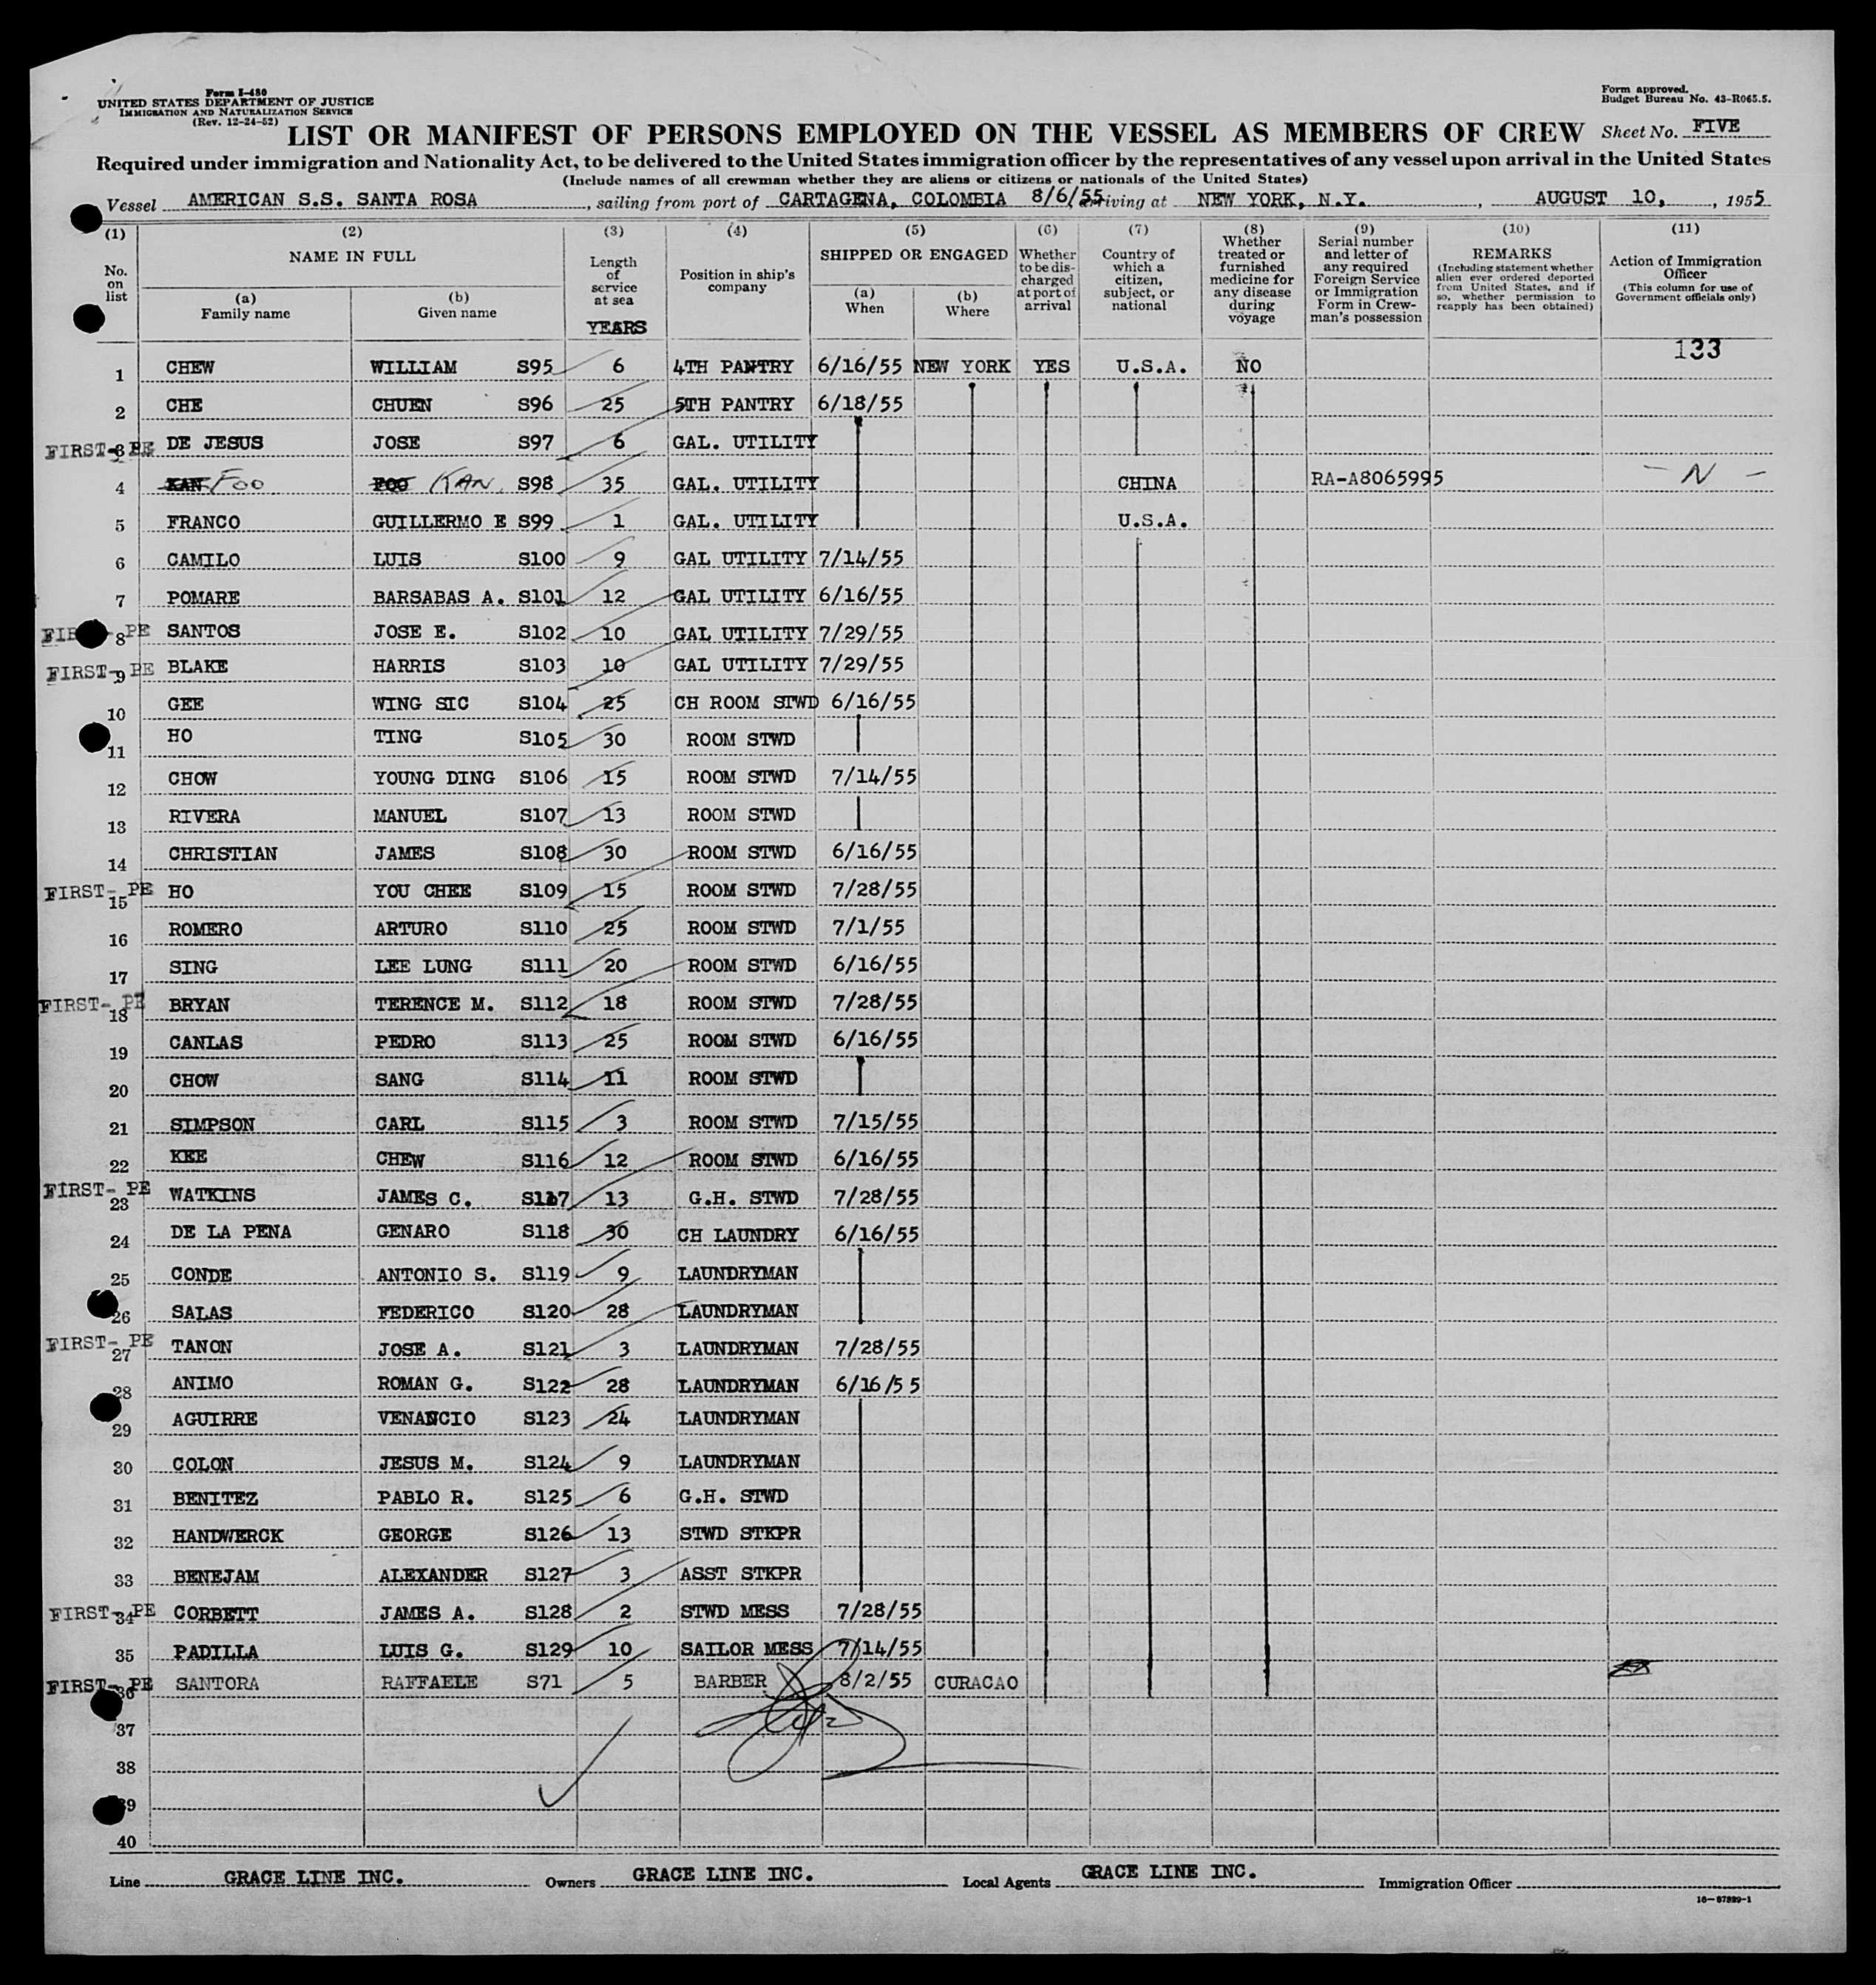 Form I-480
UNITED STATES DEPARTMENT OF JUSTICE
IMMIGRATION AND NATURALIZATION SERVICE
(Rev. 12-24-52)
Form approved.
Budget Bureau No. 43-R065.5.
LIST OR MANIFEST OF PERSONS EMPLOYED ON THE VESSEL AS MEMBERS OF CREW Sheet No. FIVE
Required under immigration and Nationality Act, to be delivered to the United States immigration officer by the representatives of any vessel upon arrival in the United States
(Include names of all crewman whether they are aliens or citizens or nationals of the United States)
Vessel AMERICAN S.S. SANTA ROSA, sailing from port of CARTAGENA, COLOMBIA 8/6/55 arriving at NEW YORK, N.Y., AUGUST 10, 1955
(1) No. on list
(2) NAME IN FULL
(a) Family name
(b) Given name
(3) Length of service at sea YEARS
(4) Position in ship's company
(5) SHIPPED OR ENGAGED
(a) When
(b) Where
(6) Whether to be discharged at port of arrival
(7) Country of which a citizen, subject, or national
(8) Whether treated or furnished medicine for any disease during voyage
(9) Serial number and letter of any required Foreign Service or Immigration Form in Crewman's possession
(10) REMARKS (Including statement whether alien ever ordered deported from United States, and if so, whether permission to reapply has been obtained)
(11) Action of Immigration Officer (This column for use of Government officials only)
133
1 CHEW WILLIAM S95 6 4TH PANTRY 6/16/55 NEW YORK YES U.S.A. NO
2 CHE CHUEN S96 25 5TH PANTRY 6/18/55
FIRST- PE 3 DE JESUS JOSE S97 6 GAL. UTILITY
4 KAN Foo FOO KAN S98 35 GAL. UTILITY CHINA RA-A8065995 - N -
5 FRANCO GUILLERMO E S99 1 GAL. UTILITY U.S.A.
6 CAMILO LUIS S100 9 GAL UTILITY 7/14/55
7 POMARE BARSABAS A. S101 12 GAL UTILITY 6/16/55
FIRST- PE 8 SANTOS JOSE E. S102 10 GAL UTILITY 7/29/55
FIRST- PE 9 BLAKE HARRIS S103 10 GAL UTILITY 7/29/55
10 GEE WING SIC S104 25 CH ROOM STWD 6/16/55
11 HO TING S105 30 ROOM STWD
12 CHOW YOUNG DING S106 15 ROOM STWD 7/14/55
13 RIVERA MANUEL S107 13 ROOM STWD
14 CHRISTIAN JAMES S108 30 ROOM STWD 6/16/55
FIRST- PE 15 HO YOU CHEE S109 15 ROOM STWD 7/28/55
16 ROMERO ARTURO S110 25 ROOM STWD 7/1/55
17 SING LEE LUNG S111 20 ROOM STWD 6/16/55
FIRST- PE 18 BRYAN TERENCE M. S112 18 ROOM STWD 7/28/55
19 CANLAS PEDRO S113 25 ROOM STWD 6/16/55
20 CHOW SANG S114 11 ROOM STWD
21 SIMPSON CARL S115 3 ROOM STWD 7/15/55
22 KEE CHEW S116 12 ROOM STWD 6/16/55
FIRST- PE 23 WATKINS JAMES C. S117 13 G.H. STWD 7/28/55
24 DE LA PENA GENARO S118 30 CH LAUNDRY 6/16/55
25 CONDE ANTONIO S. S119 9 LAUNDRYMAN
26 SALAS FEDERICO S120 28 LAUNDRYMAN
FIRST- PE 27 TANON JOSE A. S121 3 LAUNDRYMAN 7/28/55
28 ANIMO ROMAN G. S122 28 LAUNDRYMAN 6/16/55
29 AGUIRRE VENANCIO S123 24 LAUNDRYMAN
30 COLON JESUS M. S124 9 LAUNDRYMAN
31 BENITEZ PABLO R. S125 6 G.H. STWD
32 HANDWERCK GEORGE S126 13 STWD STKPR
33 BENEJAM ALEXANDER S127 3 ASST STKPR
FIRST- PE 34 CORBETT JAMES A. S128 2 STWD MESS 7/28/55
35 PADILLA LUIS G. S129 10 SAILOR MESS 7/14/55
FIRST- PE 36 SANTORA RAFFAELE S71 5 BARBER 8/2/55 CURACAO
37
38
39
40
Line GRACE LINE INC. Owners GRACE LINE INC. Local Agents GRACE LINE INC. Immigration Officer
16-67829-1